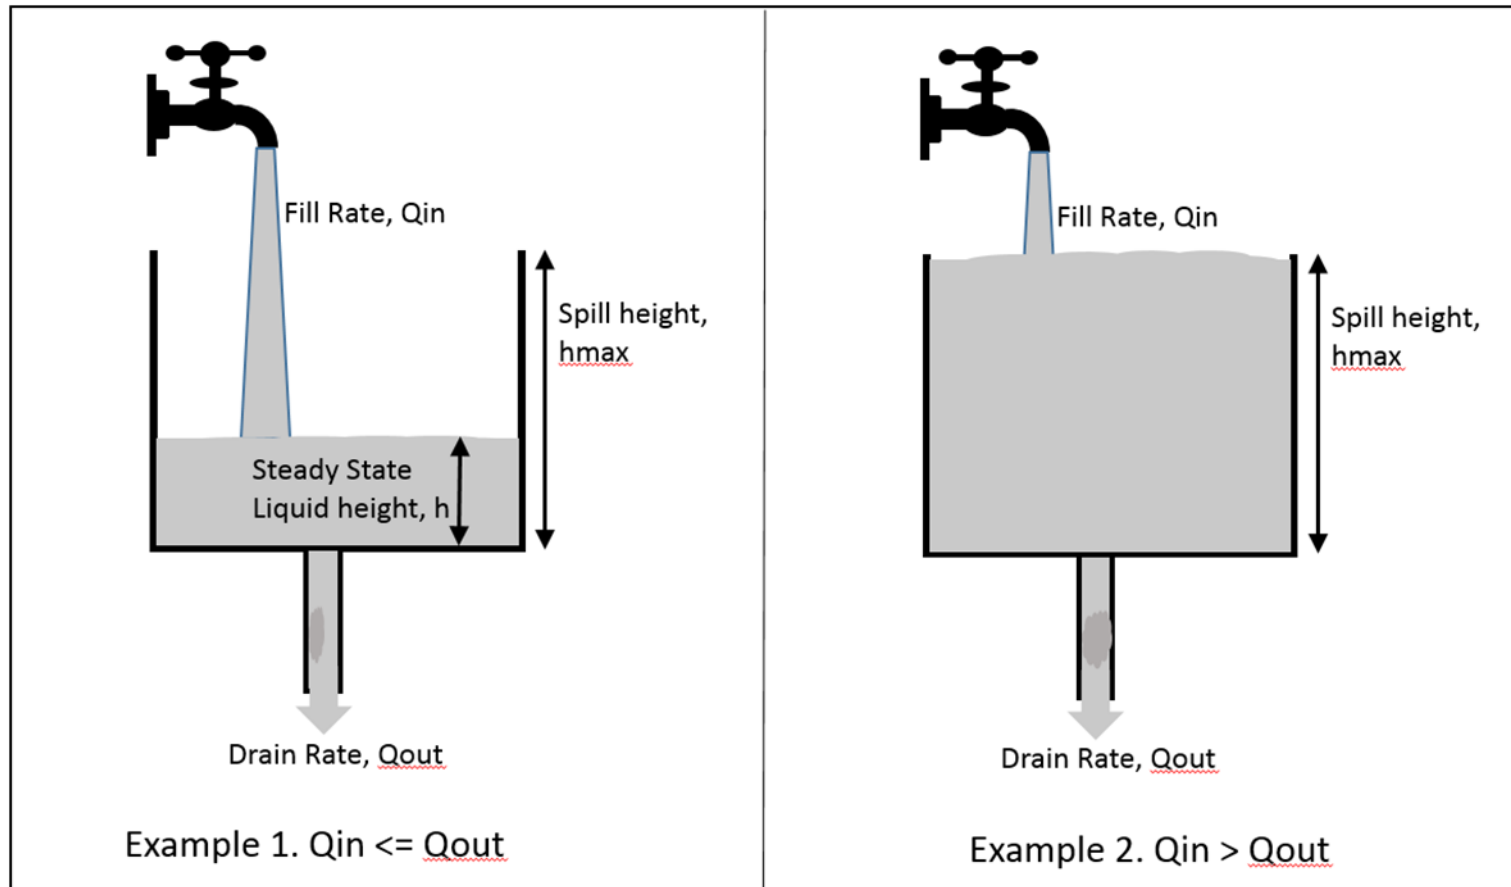 Fill Rate, Qin
Spill height,
hmax
Steady State
Liquid height, h
Drain Rate, Qout
Example 1. Qin <= Qout
Fill Rate, Qin
Spill height,
hmax
Drain Rate, Qout
Example 2. Qin > Qout